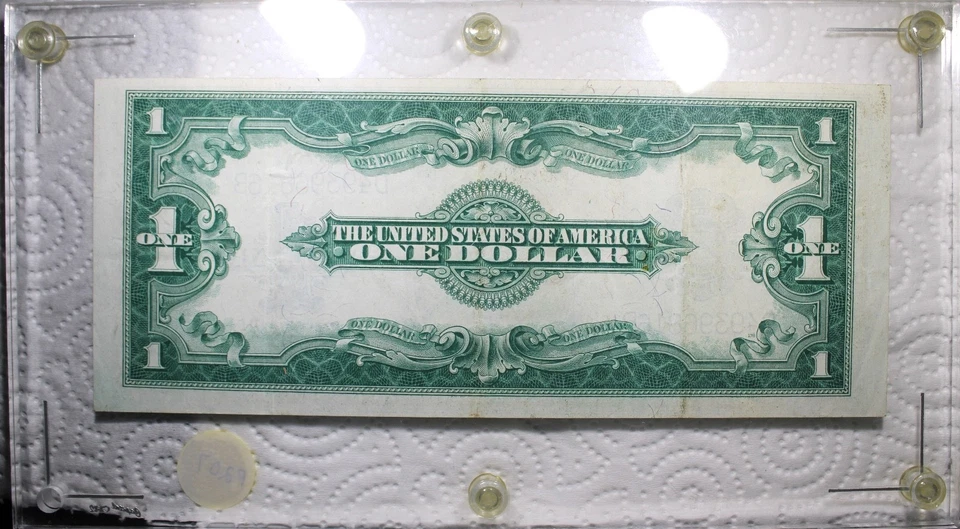 1 1
ONE DOLLAR ONE DOLLAR
THE UNITED STATES OF AMERICA
ONE 1 ONE DOLLAR ONE 1
ONE DOLLAR ONE DOLLAR
1 1